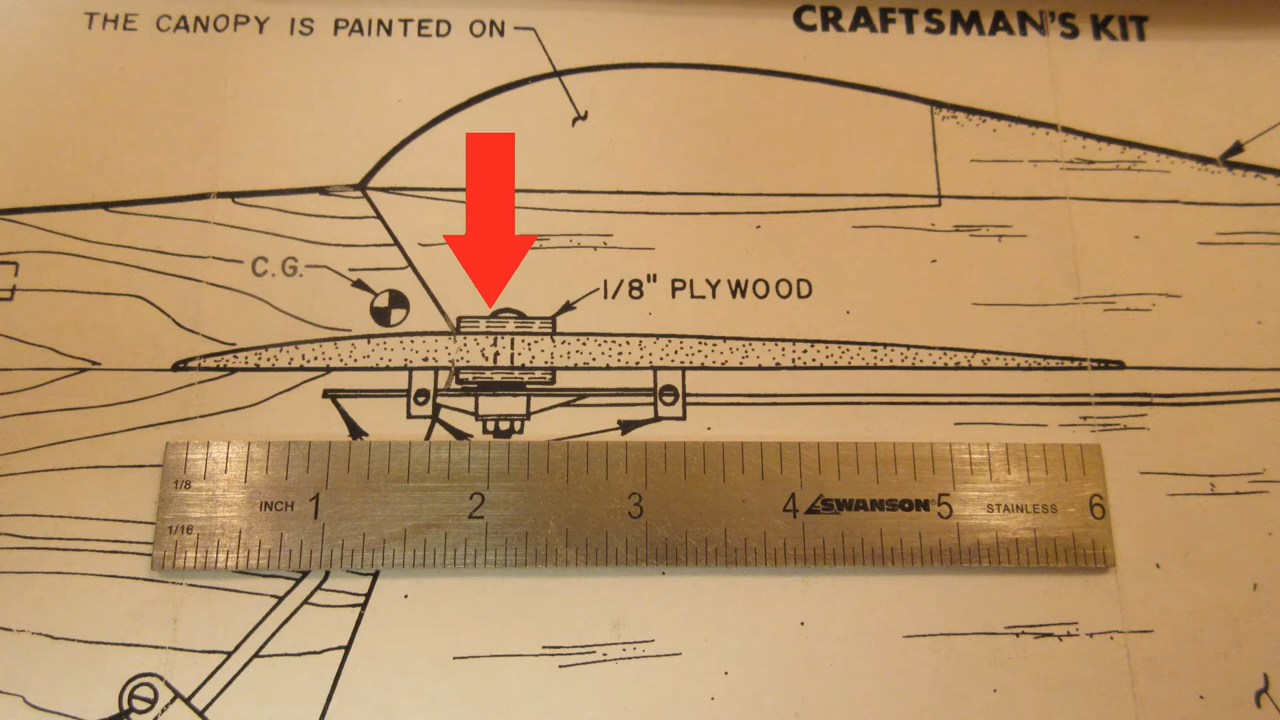 THE CANOPY IS PAINTED ON
CRAFTSMAN'S KIT
C.G.
1/8" PLYWOOD
1/8
INCH 1 2 3 4 SWANSON® 5 STAINLESS 6
1/16